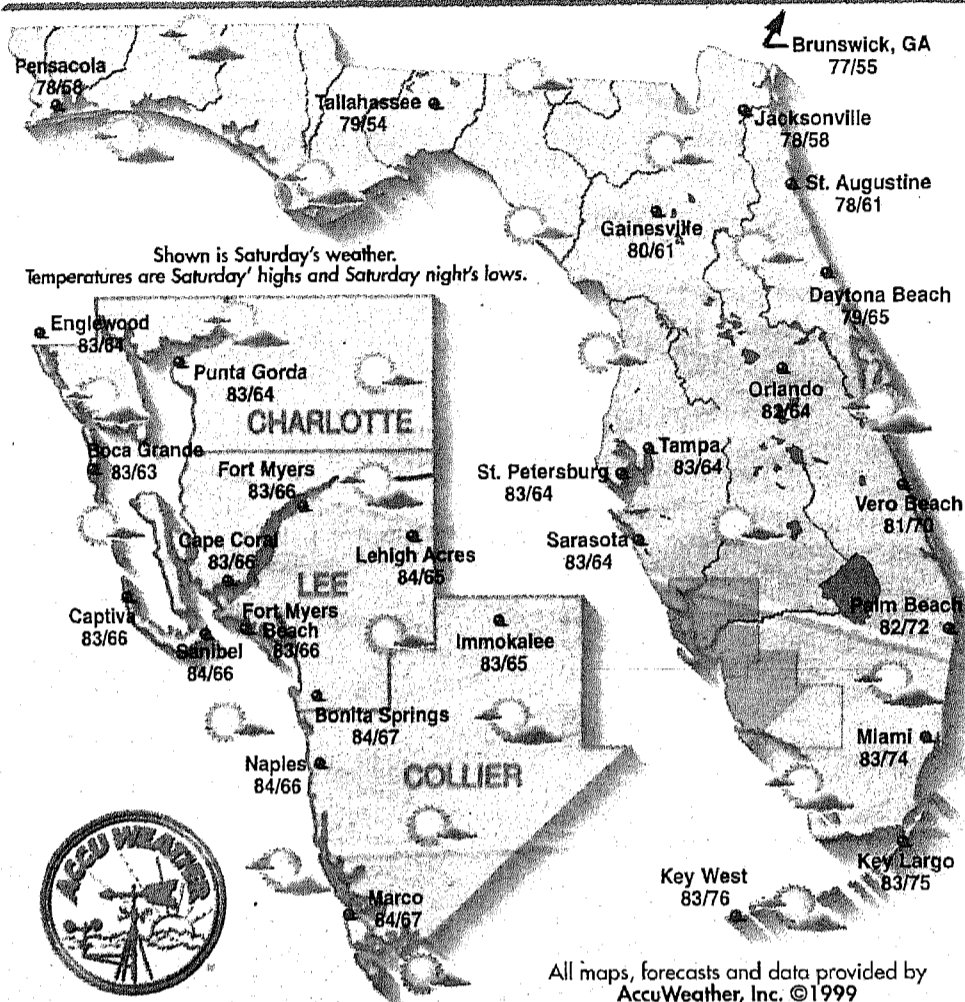 Brunswick, GA
77/55
Pensacola
78/58
Tallahassee
79/54
Jacksonville
78/58
St. Augustine
78/61
Gainesville
80/61
Shown is Saturday's weather.
Temperatures are Saturday' highs and Saturday night's lows.
Daytona Beach
79/65
Englewood
83/64
Punta Gorda
83/64
CHARLOTTE
Orlando
82/64
Boca Grande
83/63
Fort Myers
83/66
Tampa
83/64
St. Petersburg
83/64
Vero Beach
81/70
Cape Coral
83/66
Lehigh Acres
84/65
Sarasota
83/64
LEE
Captiva
83/66
Fort Myers
Beach
83/66
Sanibel
84/66
Immokalee
83/65
Palm Beach
82/72
Bonita Springs
84/67
Miami
83/74
Naples
84/66
COLLIER
ACCU WEATHER
Marco
84/67
Key West
83/76
Key Largo
83/75
All maps, forecasts and data provided by
AccuWeather, Inc. ©1999